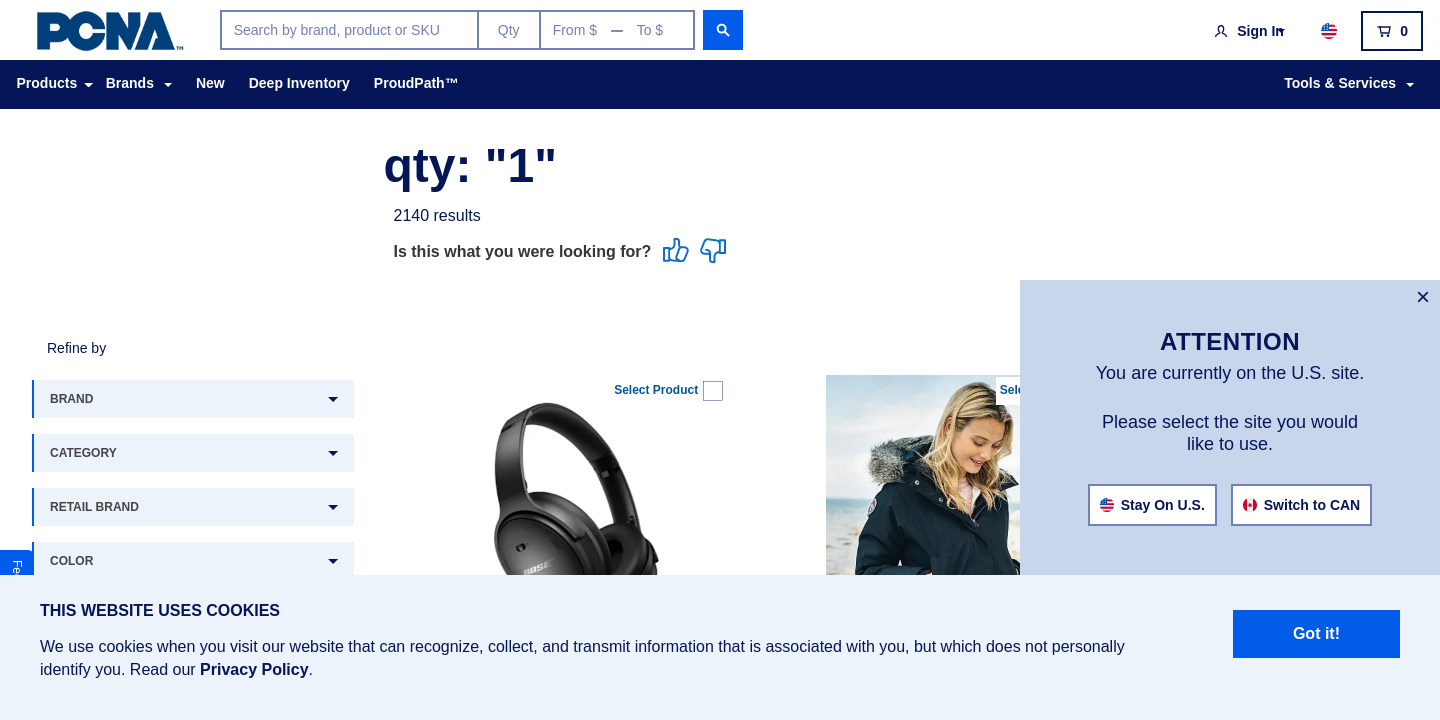 PCNA™
Search by brand, product or SKU
Qty
From $
To $
Sign In
0
Products
Brands
New
Deep Inventory
ProudPath™
Tools & Services
qty: "1"
2140 results
Is this what you were looking for?
Refine by
BRAND
CATEGORY
RETAIL BRAND
COLOR
Select Product
BOSE
ATTENTION
You are currently on the U.S. site.
Please select the site you would
like to use.
Stay On U.S.
Switch to CAN
THIS WEBSITE USES COOKIES
We use cookies when you visit our website that can recognize, collect, and transmit information that is associated with you, but which does not personally
identify you. Read our Privacy Policy.
Got it!